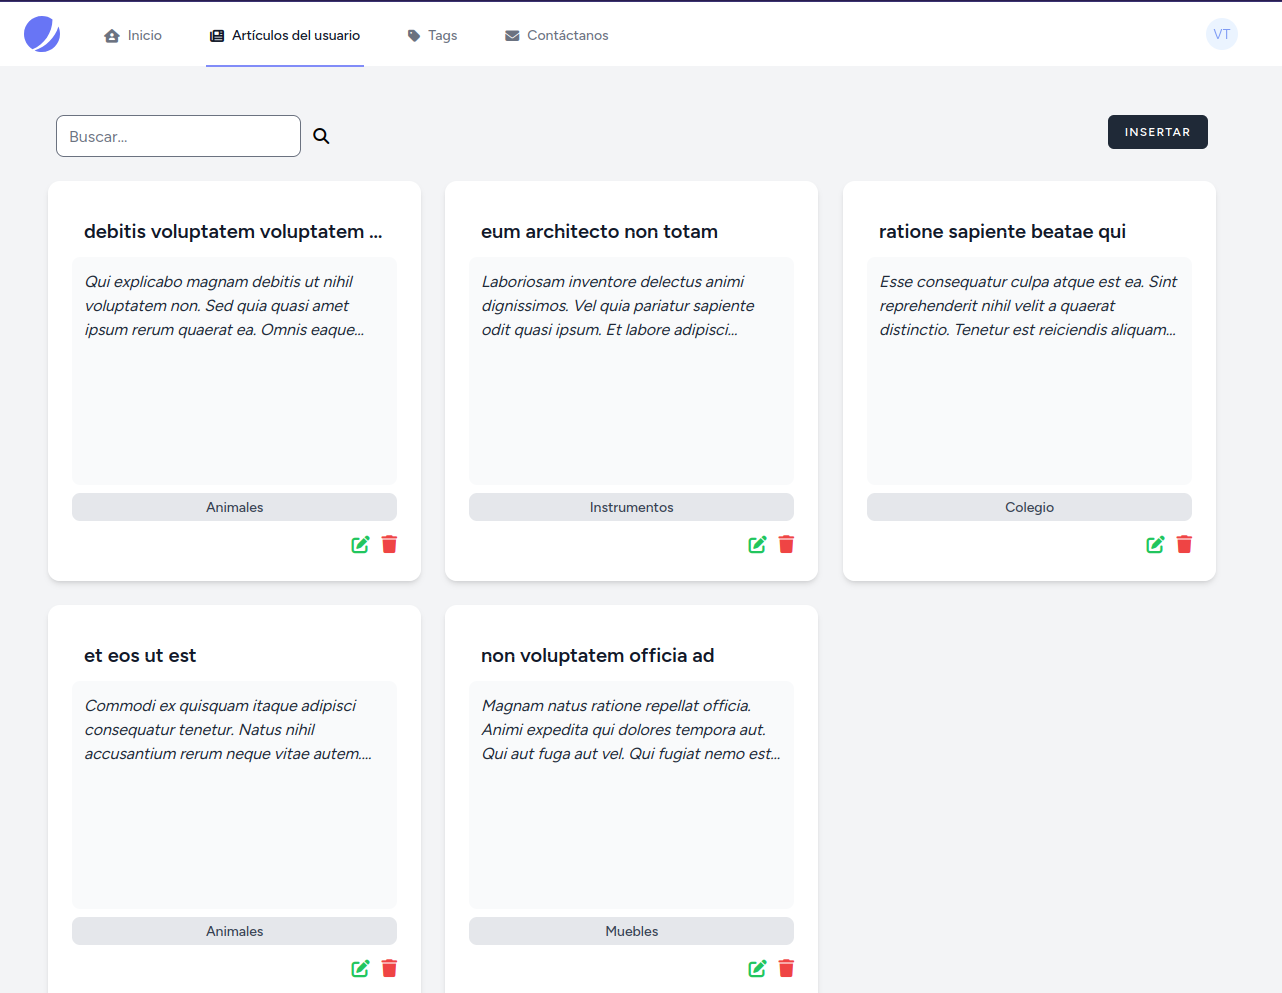 Inicio
Artículos del usuario
Tags
Contáctanos
VT
Buscar...
INSERTAR
debitis voluptatem voluptatem ...
Qui explicabo magnam debitis ut nihil
voluptatem non. Sed quia quasi amet
ipsum rerum quaerat ea. Omnis eaque...
Animales
eum architecto non totam
Laboriosam inventore delectus animi
dignissimos. Vel quia pariatur sapiente
odit quasi ipsum. Et labore adipisci...
Instrumentos
ratione sapiente beatae qui
Esse consequatur culpa atque est ea. Sint
reprehenderit nihil velit a quaerat
distinctio. Tenetur est reiciendis aliquam...
Colegio
et eos ut est
Commodi ex quisquam itaque adipisci
consequatur tenetur. Natus nihil
accusantium rerum neque vitae autem....
Animales
non voluptatem officia ad
Magnam natus ratione repellat officia.
Animi expedita qui dolores tempora aut.
Qui aut fuga aut vel. Qui fugiat nemo est...
Muebles